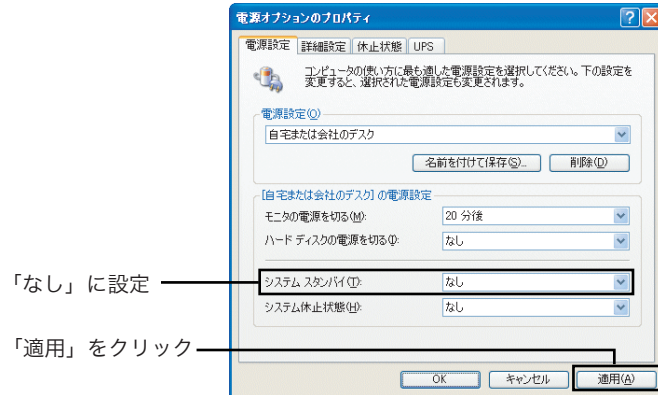 電源オプションのプロパティ
電源設定 詳細設定 休止状態 UPS
コンピュータの使い方に最も適した電源設定を選択してください。下の設定を
変更すると、選択された電源設定も変更されます。
電源設定(O)
自宅または会社のデスク
名前を付けて保存(S)... 削除(D)
[自宅または会社のデスク] の電源設定
モニタの電源を切る(M): 20 分後
ハード ディスクの電源を切る(I): なし
「なし」に設定
システム スタンバイ(T): なし
システム休止状態(H): なし
「適用」をクリック
OK キャンセル 適用(A)